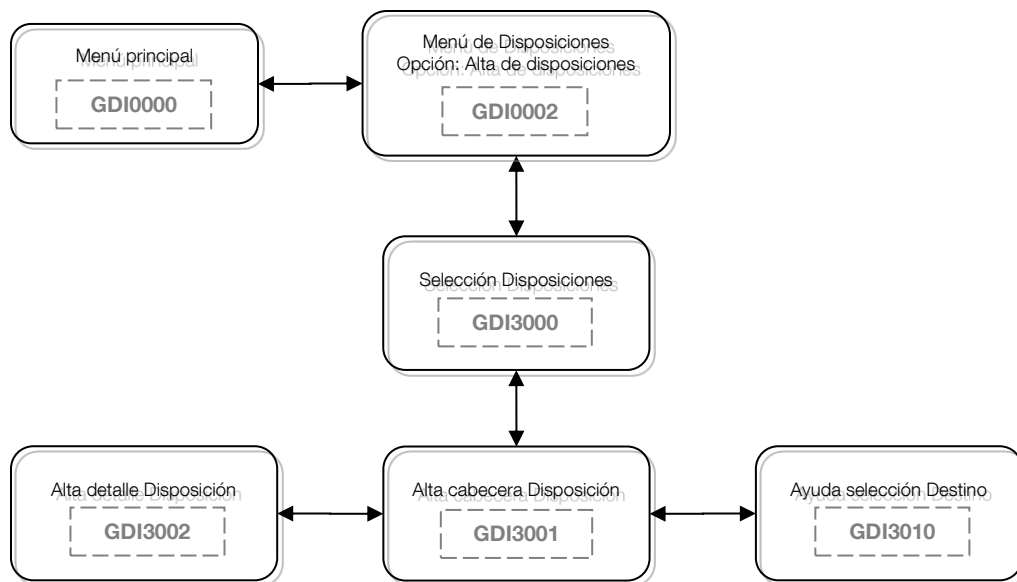 Menú principal
GDI0000
Menú de Disposiciones
Opción: Alta de disposiciones
GDI0002
Selección Disposiciones
GDI3000
Alta detalle Disposición
GDI3002
Alta cabecera Disposición
GDI3001
Ayuda selección Destino
GDI3010